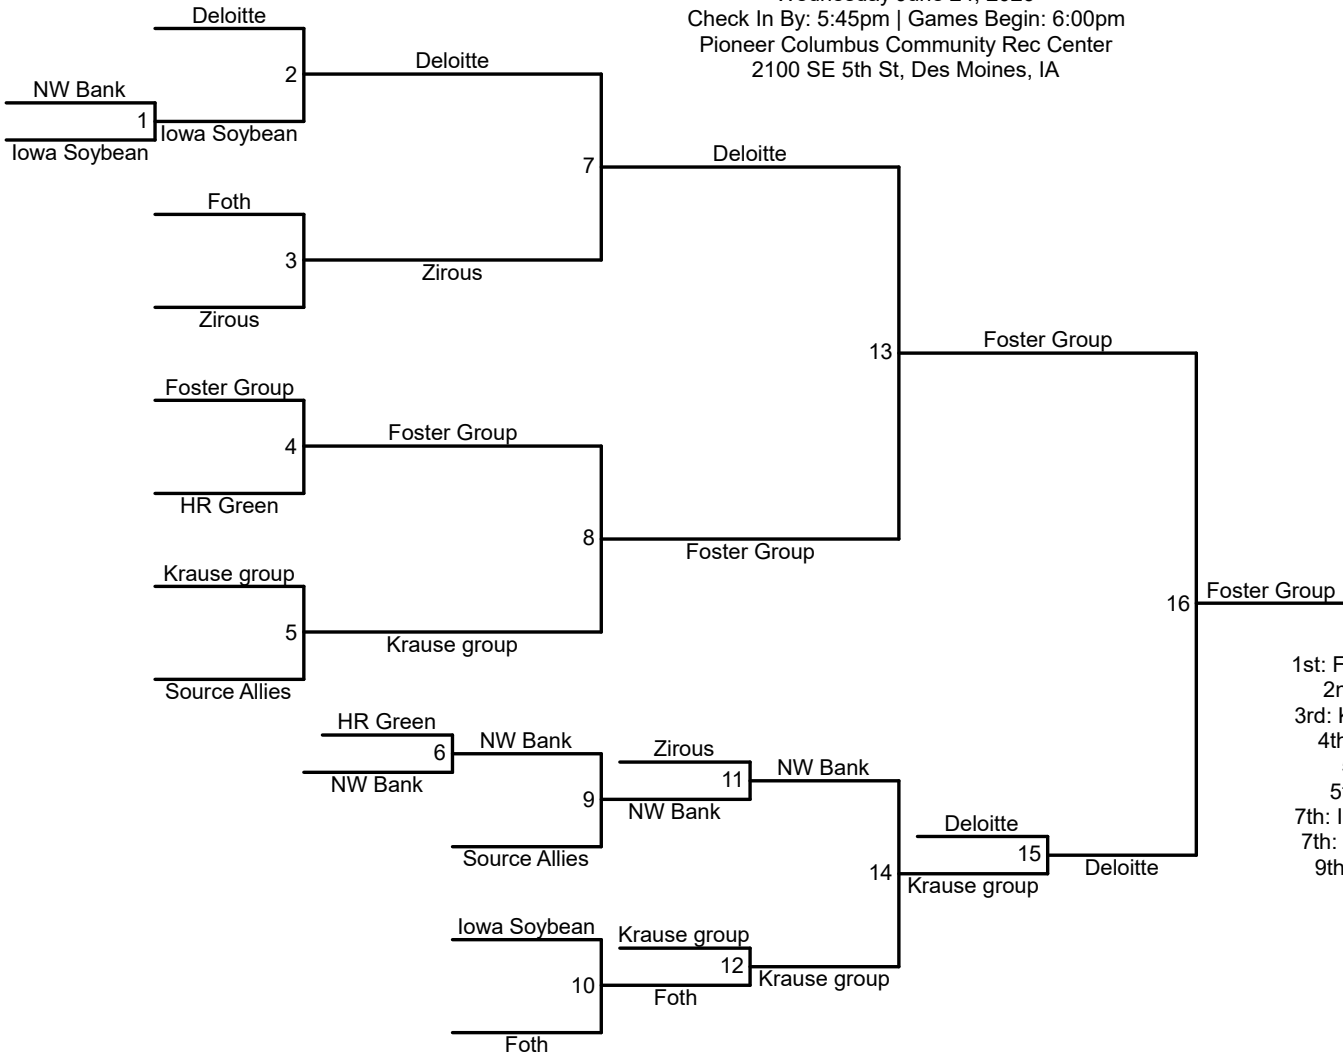 Check In By: 5:45pm | Games Begin: 6:00pm
Pioneer Columbus Community Rec Center
2100 SE 5th St, Des Moines, IA
Deloitte
2
Deloitte
NW Bank
1
Iowa Soybean
Iowa Soybean
7
Deloitte
Foth
3
Zirous
Zirous
13
Foster Group
Foster Group
4
Foster Group
HR Green
8
Foster Group
Krause group
5
Krause group
Source Allies
16
Foster Group
HR Green
6
NW Bank
NW Bank
Zirous
11
NW Bank
9
NW Bank
Source Allies
Deloitte
15
Deloitte
14
Krause group
Iowa Soybean
Krause group
12
Krause group
10
Foth
Foth
1st: F
3rd: K
7th: I
7th: